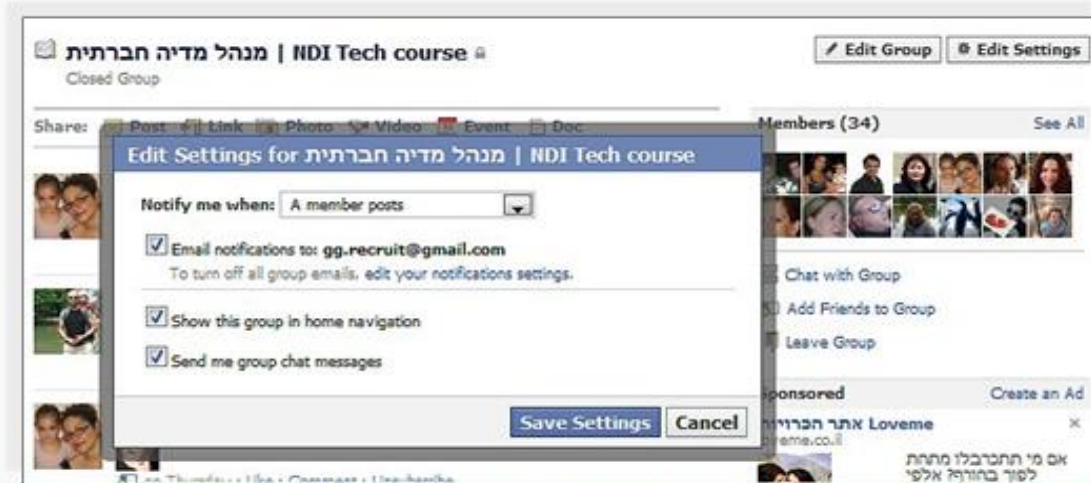 מנהל מדיה חברתית | NDI Tech course
Closed Group
Edit Group
Edit Settings
Share: Post Link Photo Video Event Doc
Members (34) See All
Edit Settings for מנהל מדיה חברתית | NDI Tech course
Notify me when: A member posts
Email notifications to: gg.recruit@gmail.com
To turn off all group emails, edit your notifications settings.
Show this group in home navigation
Send me group chat messages
Save Settings Cancel
Chat with Group
Add Friends to Group
Leave Group
Sponsored Create an Ad
Loveme אתר הכרויות
loveme.co.il
אם מי תתכרבלו מתחת
לפוך בחורף? אלפי
on Thursday · Like · Comment · Unsubscribe